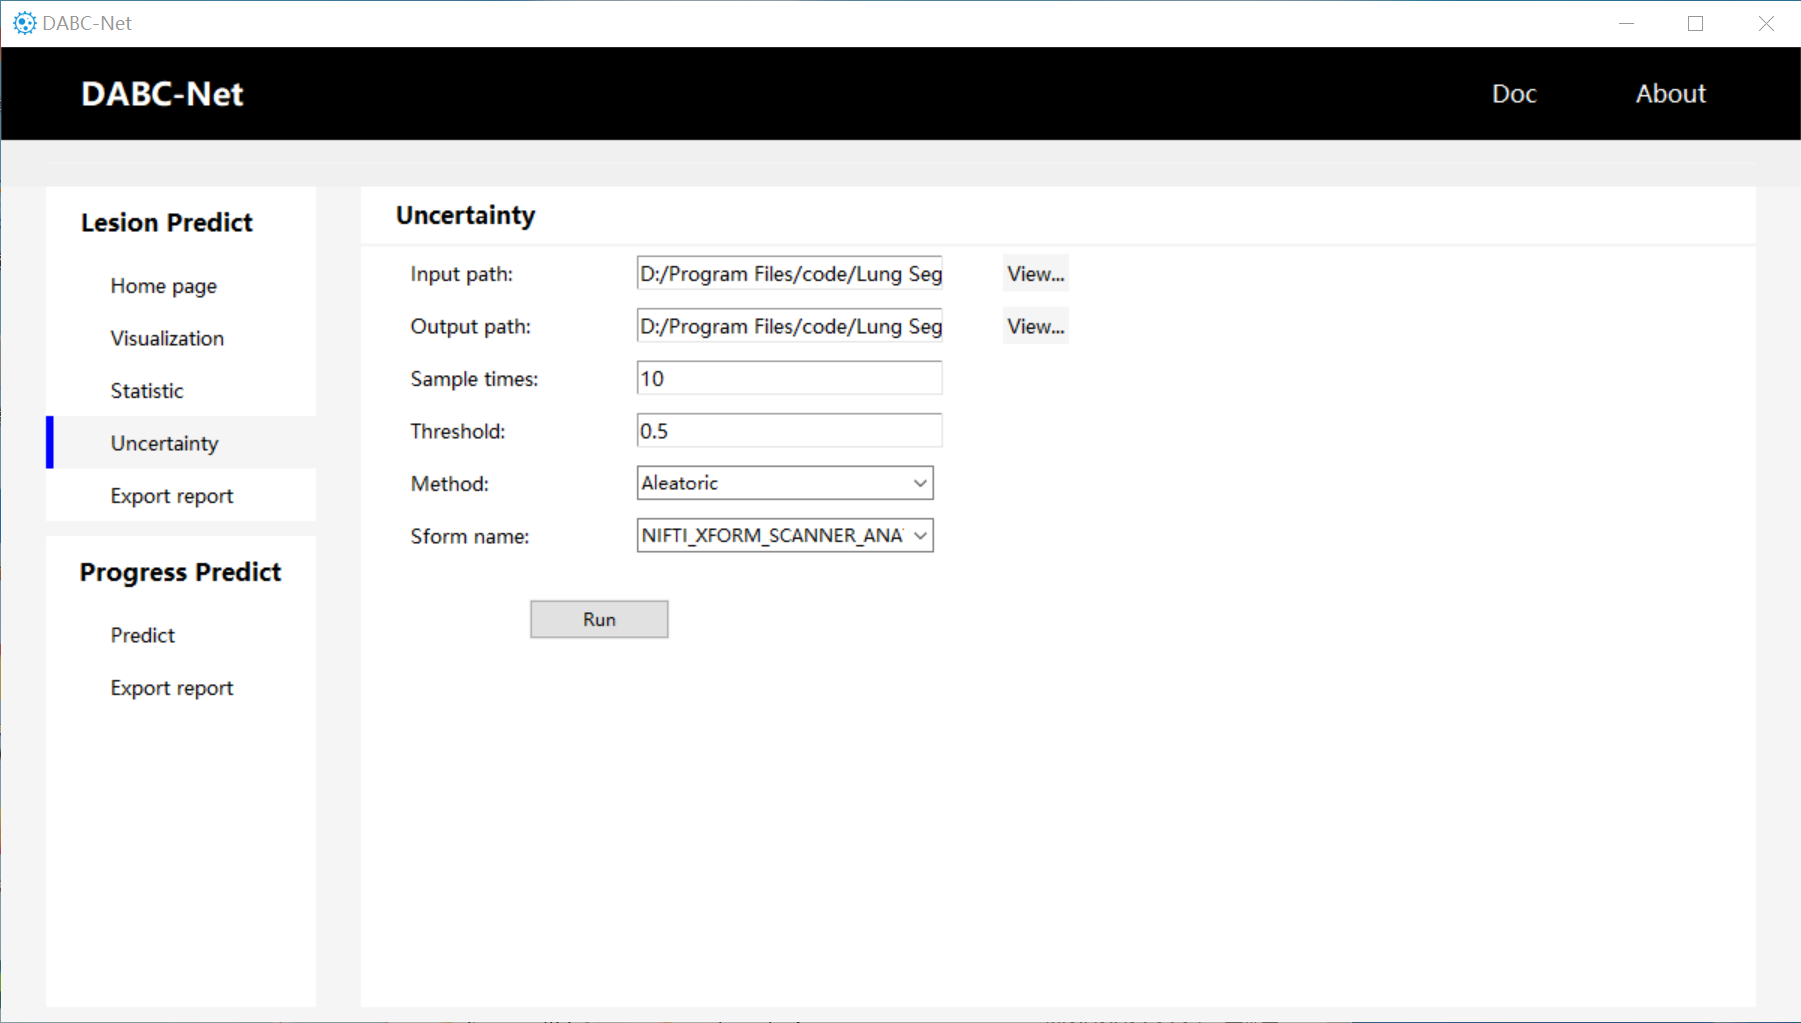 DABC-Net
DABC-Net
Doc
About
Lesion Predict
Home page
Visualization
Statistic
Uncertainty
Export report
Progress Predict
Predict
Export report
Uncertainty
Input path:
D:/Program Files/code/Lung Seg
View...
Output path:
D:/Program Files/code/Lung Seg
View...
Sample times:
10
Threshold:
0.5
Method:
Aleatoric
Sform name:
NIFTI_XFORM_SCANNER_ANA
Run